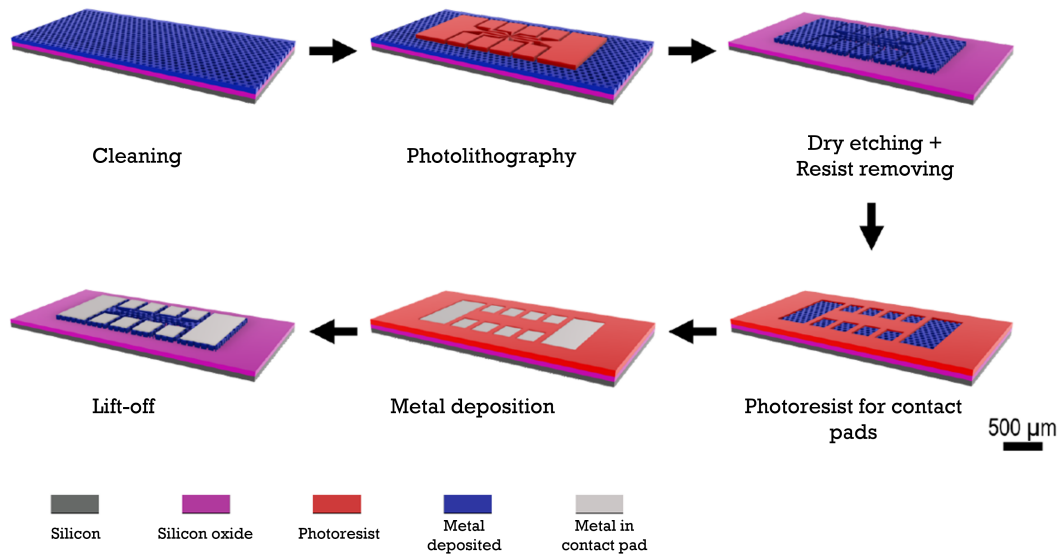 Cleaning
Photolithography
Dry etching +
Resist removing
Lift-off
Metal deposition
Photoresist for contact
pads
500 µm
Silicon
Silicon oxide
Photoresist
Metal
deposited
Metal in
contact pad